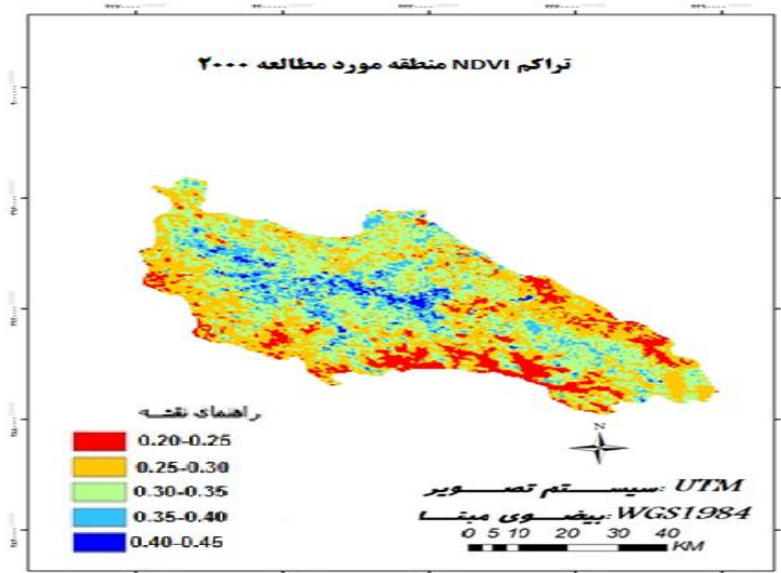 تراکم NDVI منطقه مورد مطالعه ۲۰۰۰
راهنمای نقشه
0.20-0.25
0.25-0.30
0.30-0.35
0.35-0.40
0.40-0.45
N
سیستم تصویر: UTM
بیضوی مبنا: WGS1984
0 5 10 20 30 40
KM